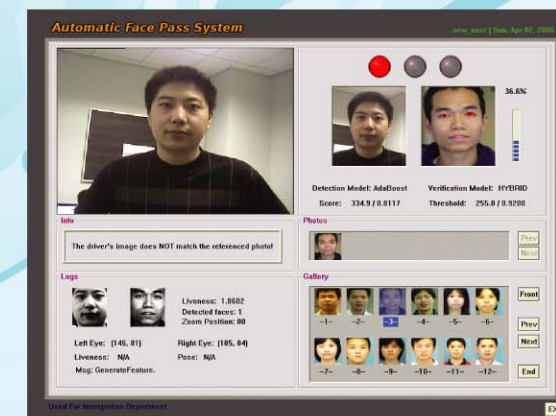 Automatic Face Pass System
new_user | Sun, Apr 02, 2006
36.6%
Detection Model: AdaBoost
Verification Model: HYBRID
Score: 334.9 / 0.8117
Threshold: 255.0 / 0.9200
Info
The driver's image does NOT match the referenced photo!
Photos
Prev
Next
Logs
Liveness: 1.8602
Detected faces: 1
Zoom Position: 00
Left Eye: (146, 81)
Right Eye: (105, 84)
Liveness: N/A
Pose: N/A
Msg: GenerateFeature.
Gallery
--1--
--2--
--3--
--4--
--5--
--6--
Front
Prev
Next
--7--
--8--
--9--
--10--
--11--
--12--
End
Used For Immigration Department